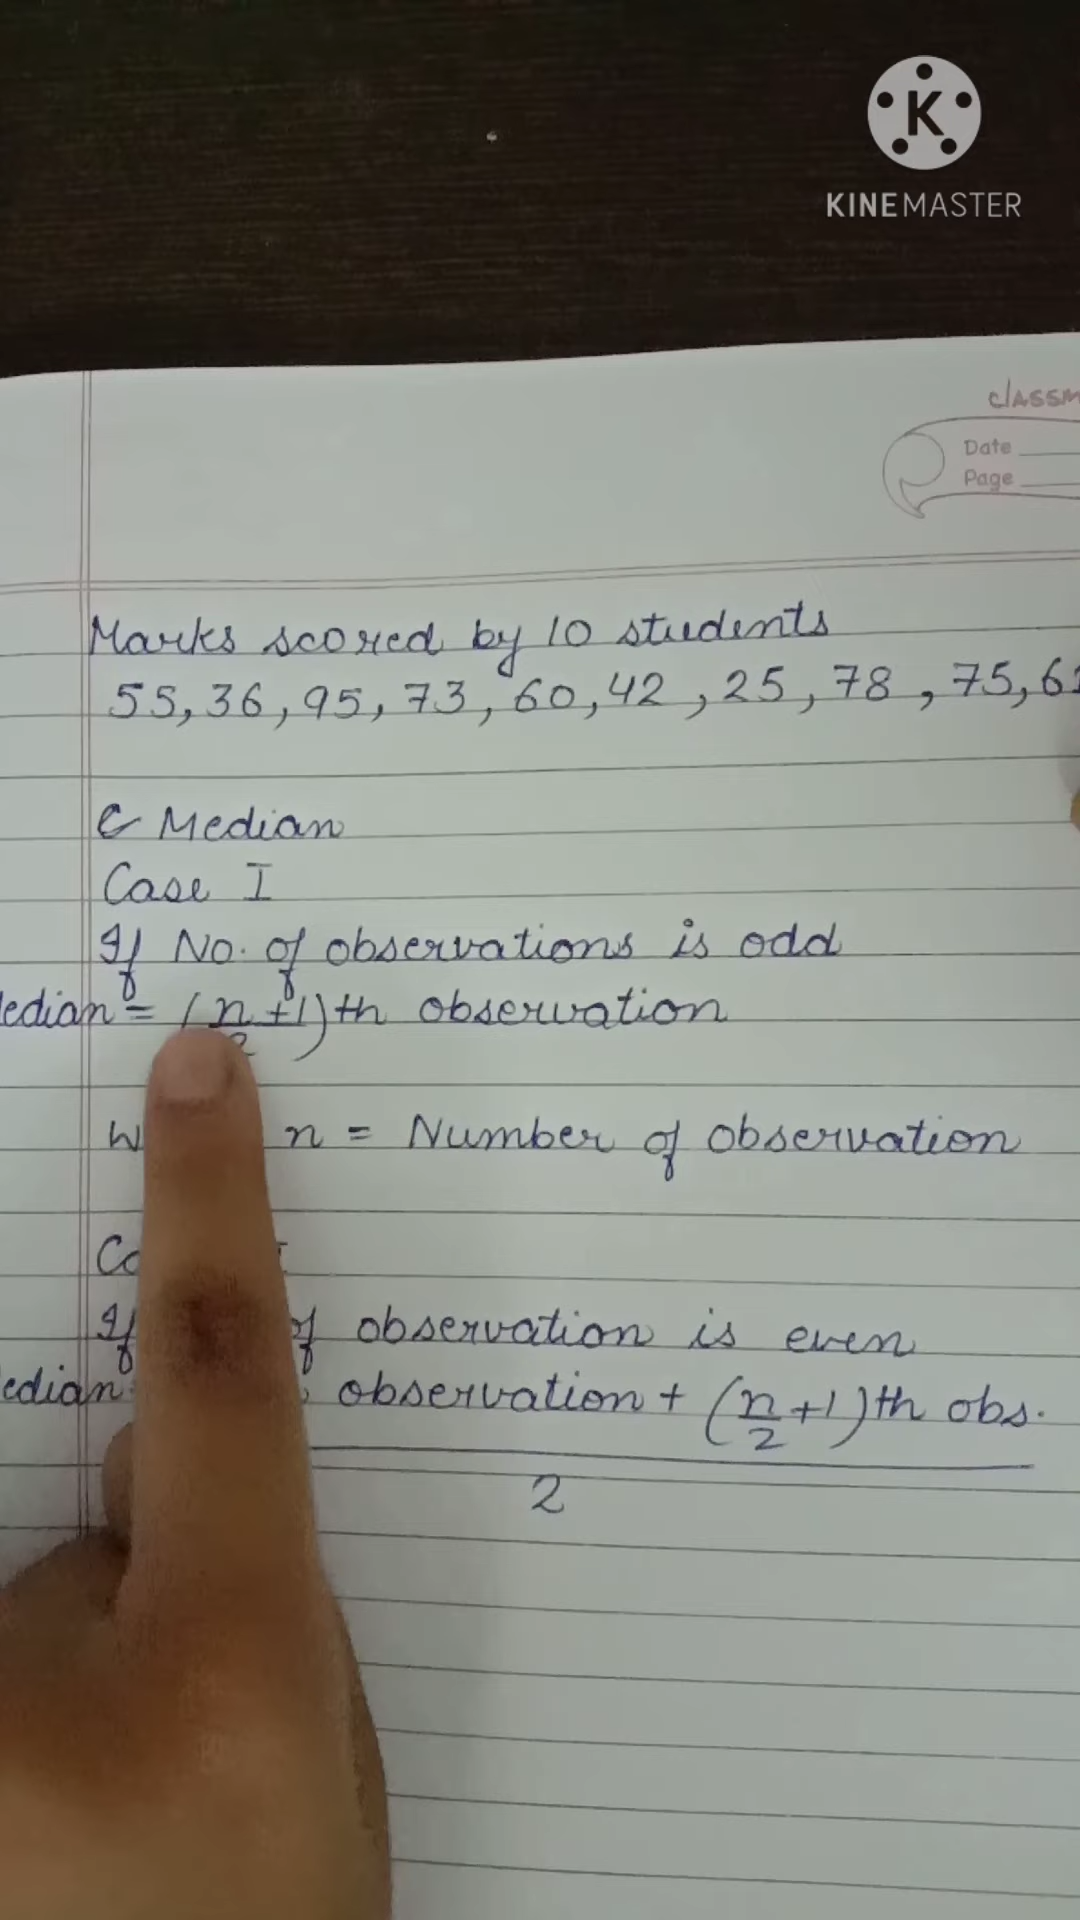 KINEMASTER
classm
Date
Page
Marks scored by 10 students
55, 36, 95, 73, 60, 42, 25, 78, 75, 6
c Median
Case I
If No. of observations is odd
edian = (n+1)th observation
2
n = Number of observation
If of observation is even
edian observation + (n/2+1)th obs.
2